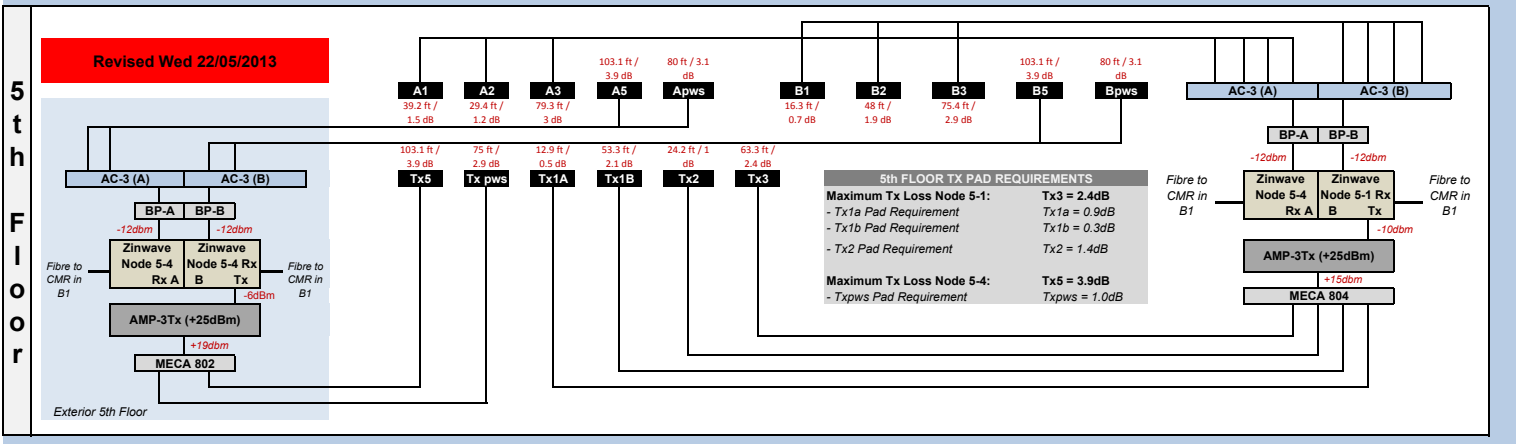 5
t
h
F
l
o
o
r
Revised Wed 22/05/2013
103.1 ft /
3.9 dB
80 ft / 3.1
dB
103.1 ft /
3.9 dB
80 ft / 3.1
dB
A1
A2
A3
A5
Apws
B1
B2
B3
B5
Bpws
AC-3 (A)
AC-3 (B)
39.2 ft /
1.5 dB
29.4 ft /
1.2 dB
79.3 ft /
3 dB
16.3 ft /
0.7 dB
48 ft /
1.9 dB
75.4 ft /
2.9 dB
BP-A
BP-B
-12dbm
-12dbm
103.1 ft /
3.9 dB
75 ft /
2.9 dB
12.9 ft /
0.5 dB
53.3 ft /
2.1 dB
24.2 ft / 1
dB
63.3 ft /
2.4 dB
Tx5
Tx pws
Tx1A
Tx1B
Tx2
Tx3
AC-3 (A)
AC-3 (B)
BP-A
BP-B
-12dbm
-12dbm
Fibre to
CMR in
B1
Zinwave
Node 5-4
Rx A
Zinwave
Node 5-4 Rx
B Tx
Fibre to
CMR in
B1
-6dBm
AMP-3Tx (+25dBm)
+19dbm
MECA 802
Exterior 5th Floor
5th FLOOR TX PAD REQUIREMENTS
Maximum Tx Loss Node 5-1: Tx3 = 2.4dB
- Tx1a Pad Requirement Tx1a = 0.9dB
- Tx1b Pad Requirement Tx1b = 0.3dB
- Tx2 Pad Requirement Tx2 = 1.4dB
Maximum Tx Loss Node 5-4: Tx5 = 3.9dB
- Txpws Pad Requirement Txpws = 1.0dB
Fibre to
CMR in
B1
Zinwave
Node 5-4
Rx A
Zinwave
Node 5-1 Rx
B Tx
Fibre to
CMR in
B1
-10dbm
AMP-3Tx (+25dBm)
+15dbm
MECA 804